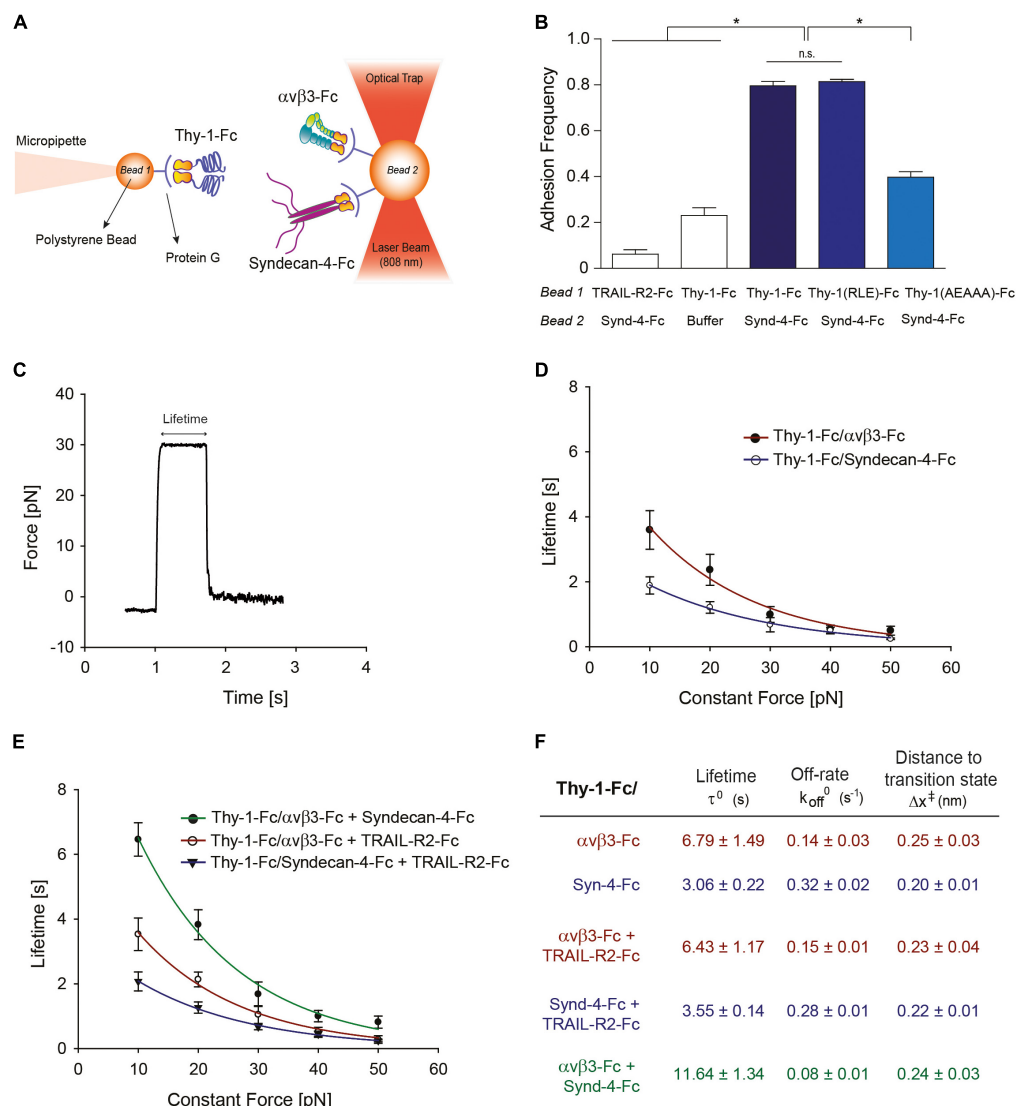 A
Micropipette
Bead 1
Thy-1-Fc
Polystyrene Bead
Protein G
αvβ3-Fc
Syndecan-4-Fc
Optical Trap
Bead 2
Laser Beam
(808 nm)
B
Adhesion Frequency
1.0
0.8
0.6
0.4
0.2
0
*
*
n.s.
Bead 1 TRAIL-R2-Fc Thy-1-Fc Thy-1-Fc Thy-1(RLE)-Fc Thy-1(AEAAA)-Fc
Bead 2 Synd-4-Fc Buffer Synd-4-Fc Synd-4-Fc Synd-4-Fc
C
Force [pN]
40
30
20
10
0
-10
Lifetime
0 1 2 3 4
Time [s]
D
Lifetime [s]
8
6
4
2
0
Thy-1-Fc/αvβ3-Fc
Thy-1-Fc/Syndecan-4-Fc
0 10 20 30 40 50 60
Constant Force [pN]
E
Lifetime [s]
8
6
4
2
0
Thy-1-Fc/αvβ3-Fc + Syndecan-4-Fc
Thy-1-Fc/αvβ3-Fc + TRAIL-R2-Fc
Thy-1-Fc/Syndecan-4-Fc + TRAIL-R2-Fc
0 10 20 30 40 50 60
Constant Force [pN]
F
Thy-1-Fc/
Lifetime
τ⁰ (s)
Off-rate
k_off⁰ (s⁻¹)
Distance to
transition state
Δx‡ (nm)
αvβ3-Fc 6.79 ± 1.49 0.14 ± 0.03 0.25 ± 0.03
Syn-4-Fc 3.06 ± 0.22 0.32 ± 0.02 0.20 ± 0.01
αvβ3-Fc +
TRAIL-R2-Fc 6.43 ± 1.17 0.15 ± 0.01 0.23 ± 0.04
Synd-4-Fc +
TRAIL-R2-Fc 3.55 ± 0.14 0.28 ± 0.01 0.22 ± 0.01
αvβ3-Fc +
Synd-4-Fc 11.64 ± 1.34 0.08 ± 0.01 0.24 ± 0.03